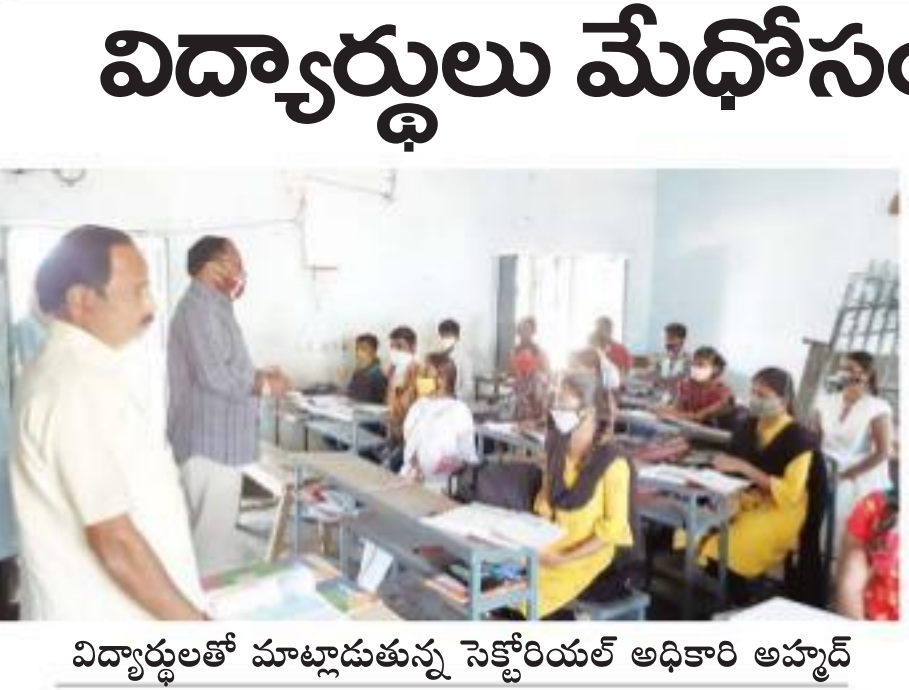 విద్యార్థులు మేధోసం
విద్యార్థులతో మాట్లాడుతున్న సెక్టోరియల్ అధికారి అహ్మద్